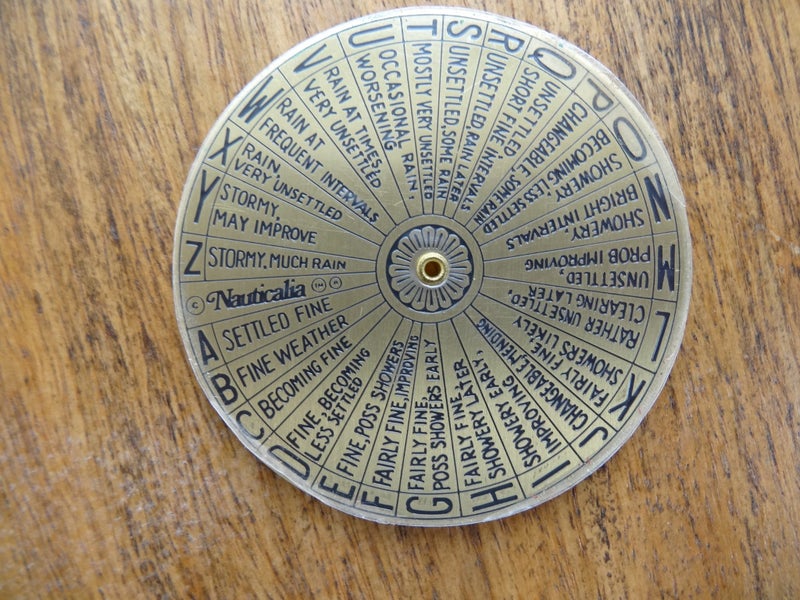 © Nauticalia ™ ®
A SETTLED FINE
B FINE WEATHER
C BECOMING FINE
D FINE, BECOMING
LESS SETTLED
E FINE, POSS SHOWERS
F FAIRLY FINE, IMPROVING
G FAIRLY FINE,
POSS SHOWERS EARLY
H FAIRLY FINE,
SHOWERY LATER
I SHOWERY EARLY,
IMPROVING
J CHANGEABLE, MENDING
K FAIRLY FINE
SHOWERS LIKELY
L RATHER UNSETTLED,
CLEARING LATER
M UNSETTLED,
PROB IMPROVING
N SHOWERY,
BRIGHT INTERVALS
O SHOWERY,
BECOMING LESS SETTLED
P CHANGEABLE SOME RAIN
Q UNSETTLED
SHORT FINE INTERVALS
R UNSETTLED RAIN LATER
S UNSETTLED, SOME RAIN
T MOSTLY VERY UNSETTLED
U OCCASIONAL RAIN,
WORSENING
V RAIN AT TIMES
VERY UNSETTLED
W RAIN AT
FREQUENT INTERVALS
X RAIN,
VERY UNSETTLED
Y STORMY,
MAY IMPROVE
Z STORMY, MUCH RAIN